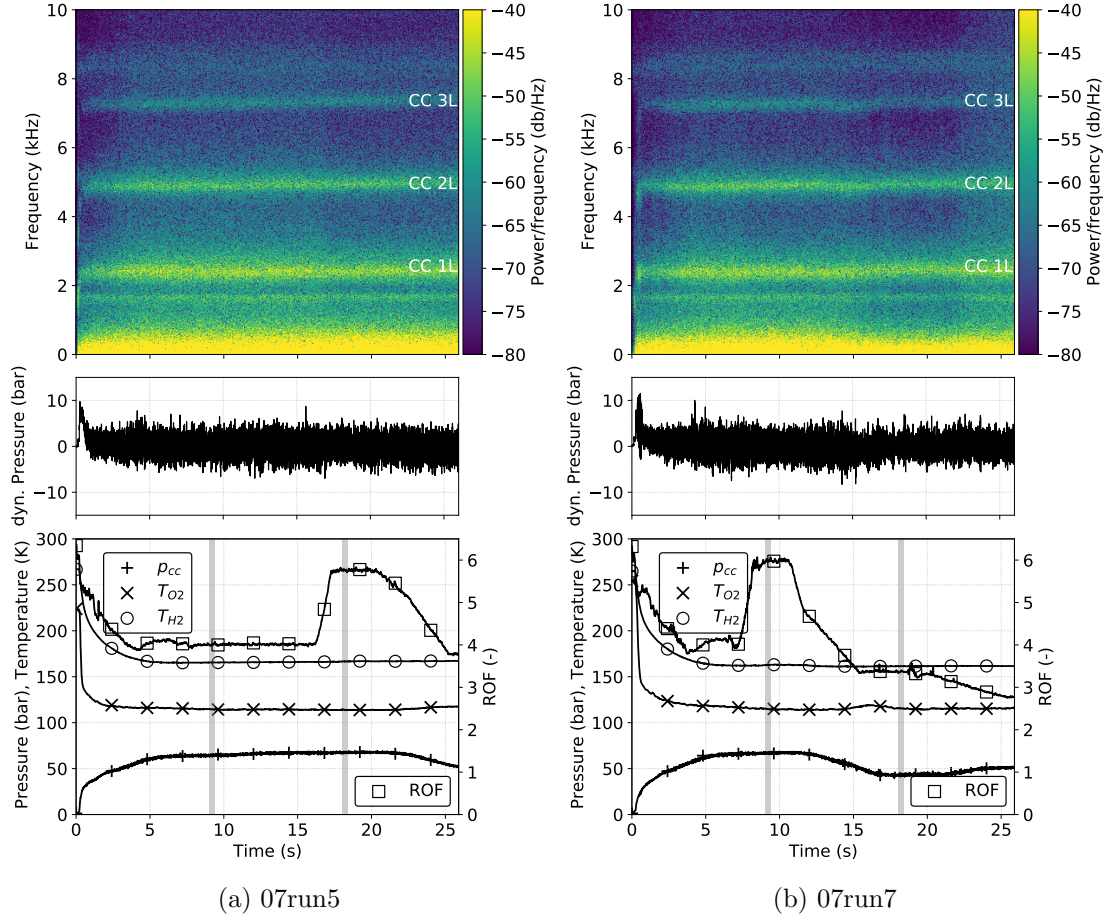 10
8
6
4
2
0
Frequency (kHz)
CC 3L
CC 2L
CC 1L
−40
−45
−50
−55
−60
−65
−70
−75
−80
Power/frequency (db/Hz)
10
0
−10
dyn. Pressure (bar)
300
250
200
150
100
50
0
Pressure (bar), Temperature (K)
p_cc
T_O2
T_H2
ROF
6
5
4
3
2
1
0
ROF (-)
0 5 10 15 20 25
Time (s)
(a) 07run5
10
8
6
4
2
0
Frequency (kHz)
CC 3L
CC 2L
CC 1L
−40
−45
−50
−55
−60
−65
−70
−75
−80
Power/frequency (db/Hz)
10
0
−10
dyn. Pressure (bar)
300
250
200
150
100
50
0
Pressure (bar), Temperature (K)
p_cc
T_O2
T_H2
ROF
6
5
4
3
2
1
0
ROF (-)
0 5 10 15 20 25
Time (s)
(b) 07run7